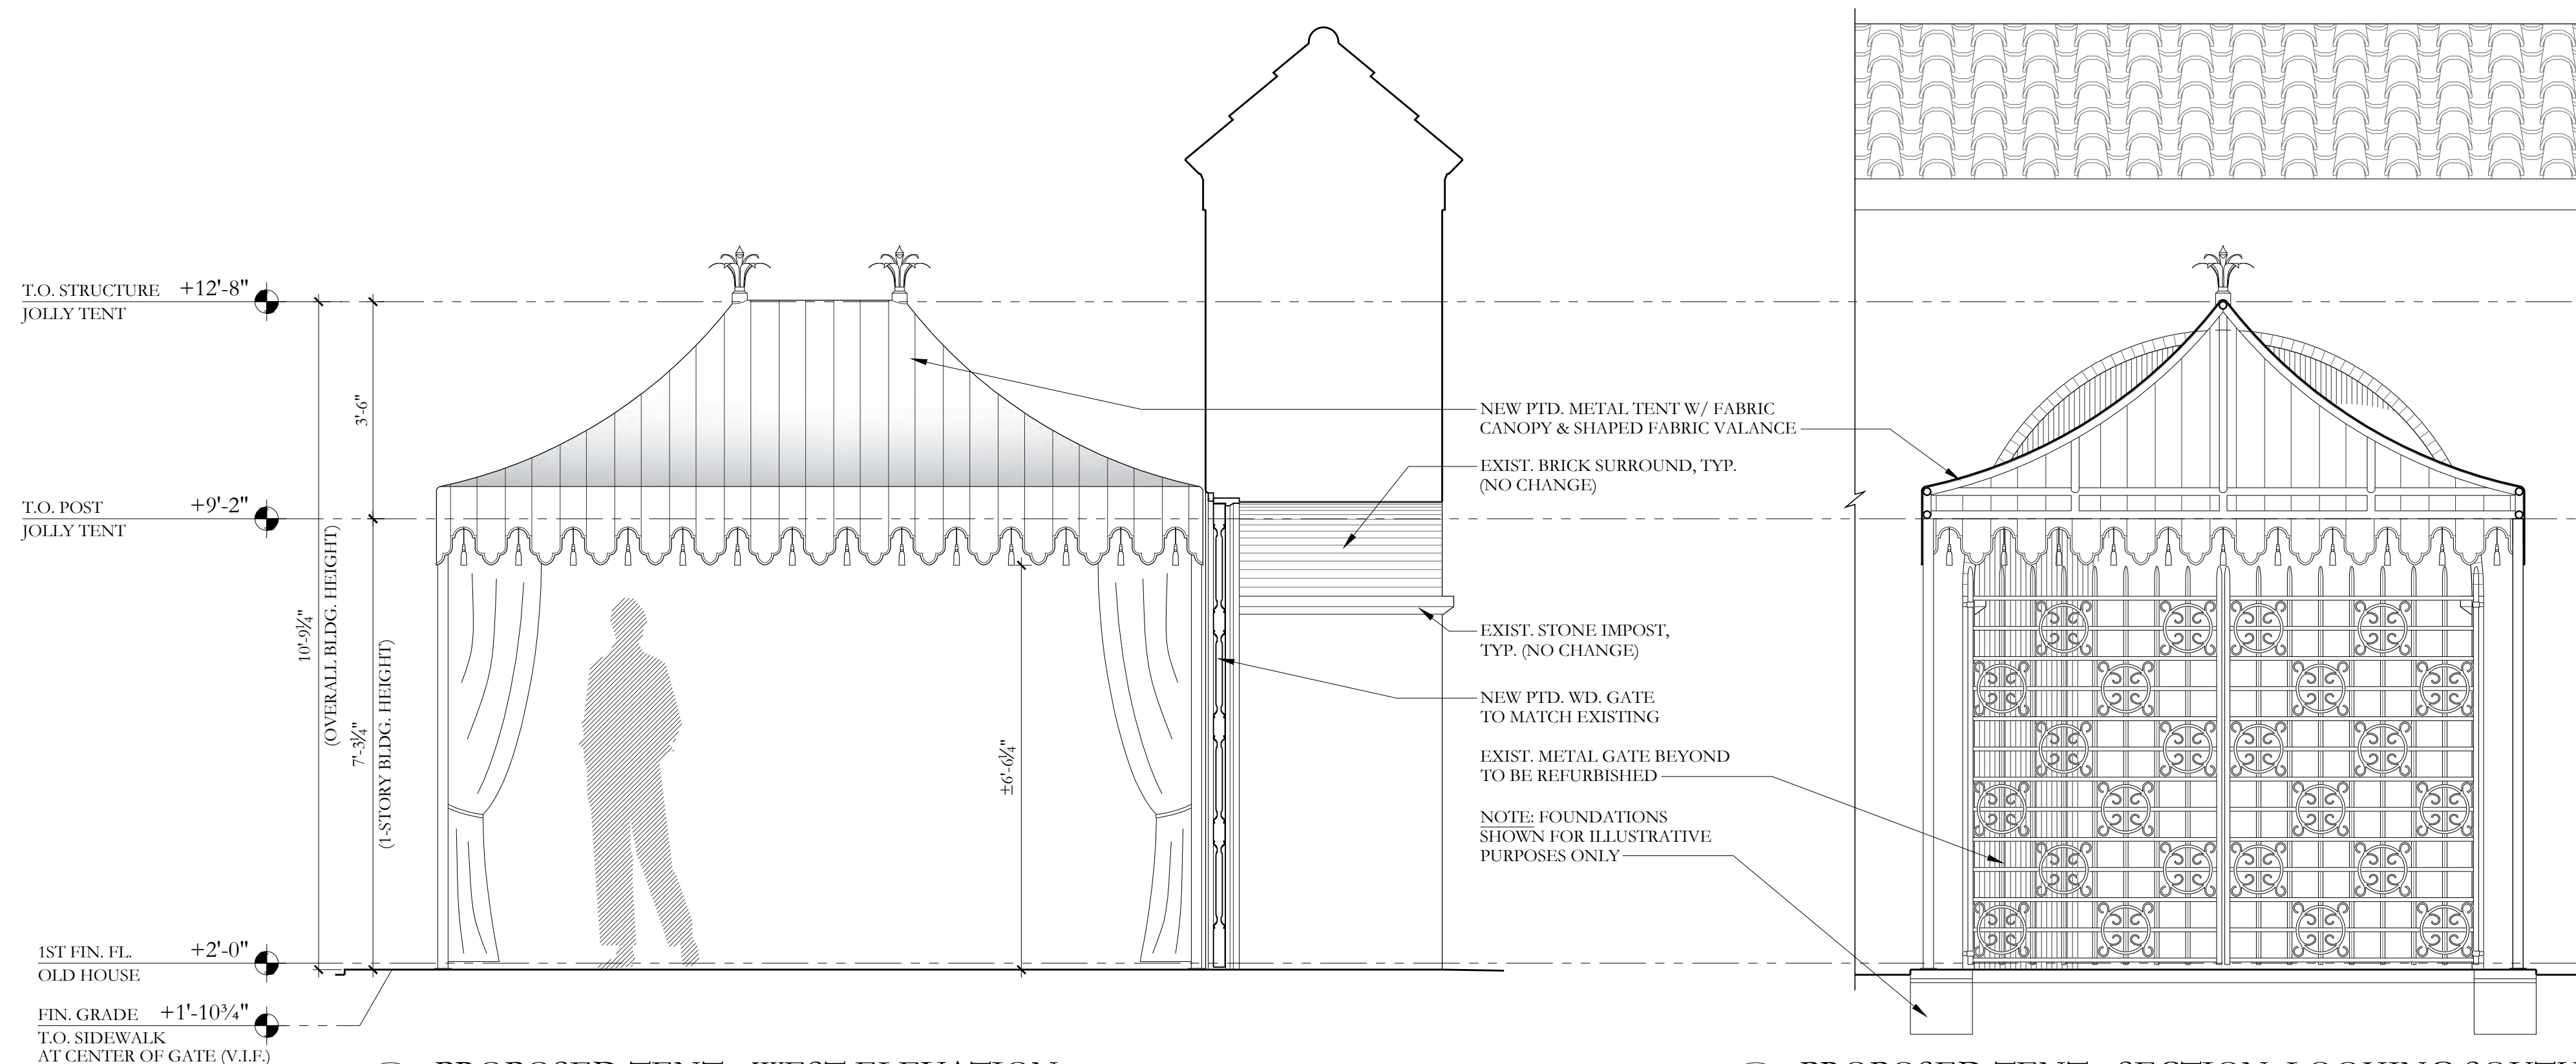 T.O. STRUCTURE +12'-8"
JOLLY TENT
T.O. POST +9'-2"
JOLLY TENT
1ST FIN. FL. +2'-0"
OLD HOUSE
FIN. GRADE +1'-10¾"
T.O. SIDEWALK
AT CENTER OF GATE (V.I.F.)
10'-9¼"
(OVERALL BLDG. HEIGHT)
3'-6"
7'-3¼"
(1-STORY BLDG. HEIGHT)
±6'-6¼"
NEW PTD. METAL TENT W/ FABRIC
CANOPY & SHAPED FABRIC VALANCE
EXIST. BRICK SURROUND, TYP.
(NO CHANGE)
EXIST. STONE IMPOST,
TYP. (NO CHANGE)
NEW PTD. WD. GATE
TO MATCH EXISTING
EXIST. METAL GATE BEYOND
TO BE REFURBISHED
NOTE: FOUNDATIONS
SHOWN FOR ILLUSTRATIVE
PURPOSES ONLY